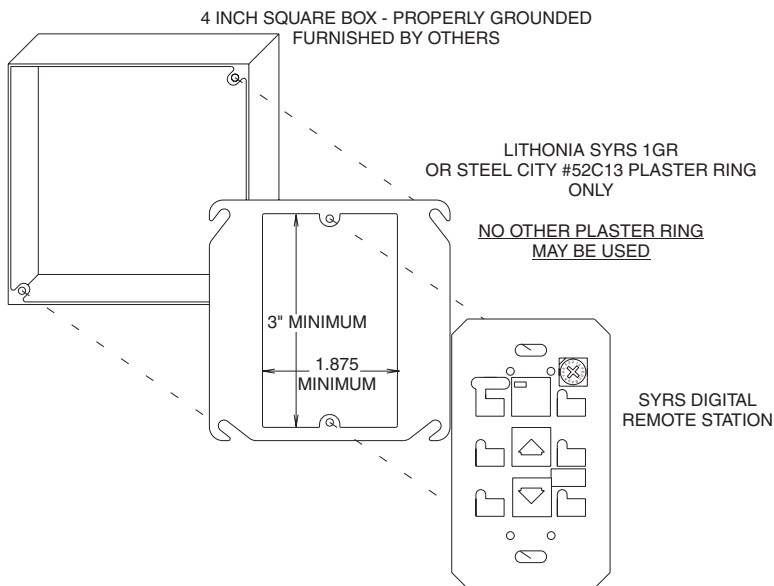 4 INCH SQUARE BOX - PROPERLY GROUNDED
FURNISHED BY OTHERS
LITHONIA SYRS 1GR
OR STEEL CITY #52C13 PLASTER RING
ONLY
NO OTHER PLASTER RING
MAY BE USED
3" MINIMUM
1.875
MINIMUM
SYRS DIGITAL
REMOTE STATION